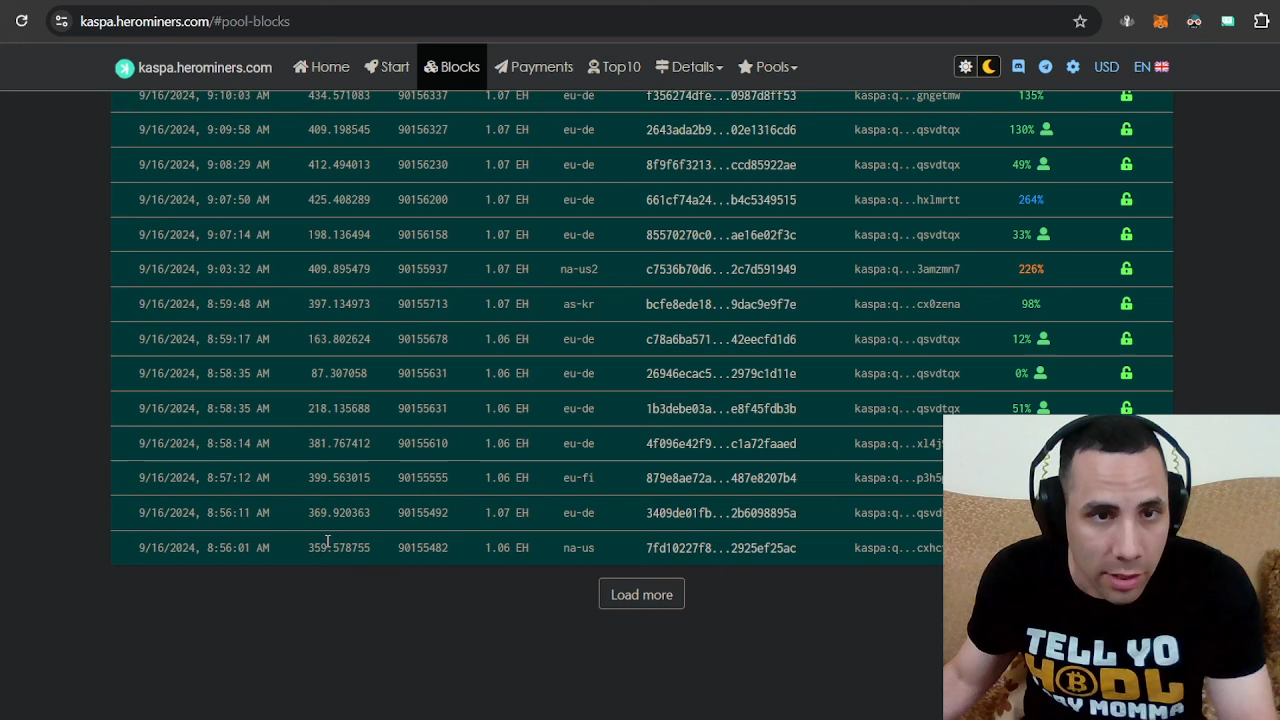 kaspa.herominers.com/#pool-blocks
kaspa.herominers.com Home Start Blocks Payments Top10 Details Pools USD EN
9/16/2024, 9:10:03 AM 434.571083 90156337 1.07 EH eu-de f356274dfe...0987d8ff53 kaspa:q...gngetmw 135%
9/16/2024, 9:09:58 AM 409.198545 90156327 1.07 EH eu-de 2643ada2b9...02e1316cd6 kaspa:q...qsvdtqx 130%
9/16/2024, 9:08:29 AM 412.494013 90156230 1.07 EH eu-de 8f9f6f3213...ccd85922ae kaspa:q...qsvdtqx 49%
9/16/2024, 9:07:50 AM 425.408289 90156200 1.07 EH eu-de 661cf74a24...b4c5349515 kaspa:q...hxlmrtt 264%
9/16/2024, 9:07:14 AM 198.136494 90156158 1.07 EH eu-de 85570270c0...ae16e02f3c kaspa:q...qsvdtqx 33%
9/16/2024, 9:03:32 AM 409.895479 90155937 1.07 EH na-us2 c7536b70d6...2c7d591949 kaspa:q...3amzmn7 226%
9/16/2024, 8:59:48 AM 397.134973 90155713 1.07 EH as-kr bcfe8ede18...9dac9e9f7e kaspa:q...cx0zena 98%
9/16/2024, 8:59:17 AM 163.802624 90155678 1.06 EH eu-de c78a6ba571...42eecfd1d6 kaspa:q...qsvdtqx 12%
9/16/2024, 8:58:35 AM 87.307058 90155631 1.06 EH eu-de 26946ecac5...2979c1d11e kaspa:q...qsvdtqx 0%
9/16/2024, 8:58:35 AM 218.135688 90155631 1.06 EH eu-de 1b3debe03a...e8f45fdb3b kaspa:q...qsvdtqx 51%
9/16/2024, 8:58:14 AM 381.767412 90155610 1.06 EH eu-de 4f096e42f9...c1a72faaed kaspa:q...xl4j
9/16/2024, 8:57:12 AM 399.563015 90155555 1.06 EH eu-fi 879e8ae72a...487e8207b4 kaspa:q...p3h5
9/16/2024, 8:56:11 AM 369.920363 90155492 1.07 EH eu-de 3409de01fb...2b6098895a kaspa:q...qsvd
9/16/2024, 8:56:01 AM 359.578755 90155482 1.06 EH na-us 7fd10227f8...2925ef25ac kaspa:q...cxhc
Load more
TELL YO
HODL
MOMMA